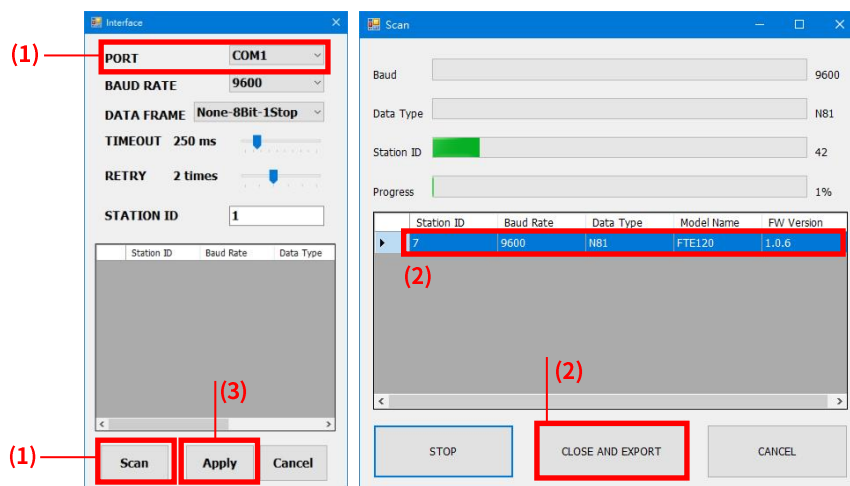 Interface
(1)
PORT COM1
BAUD RATE 9600
DATA FRAME None-8Bit-1Stop
TIMEOUT 250 ms
RETRY 2 times
STATION ID 1
Station ID Baud Rate Data Type
(3)
(1)
Scan Apply Cancel
Scan
Baud 9600
Data Type N81
Station ID 42
Progress 1%
Station ID Baud Rate Data Type Model Name FW Version
7 9600 N81 FTE120 1.0.6
(2)
(2)
STOP CLOSE AND EXPORT CANCEL